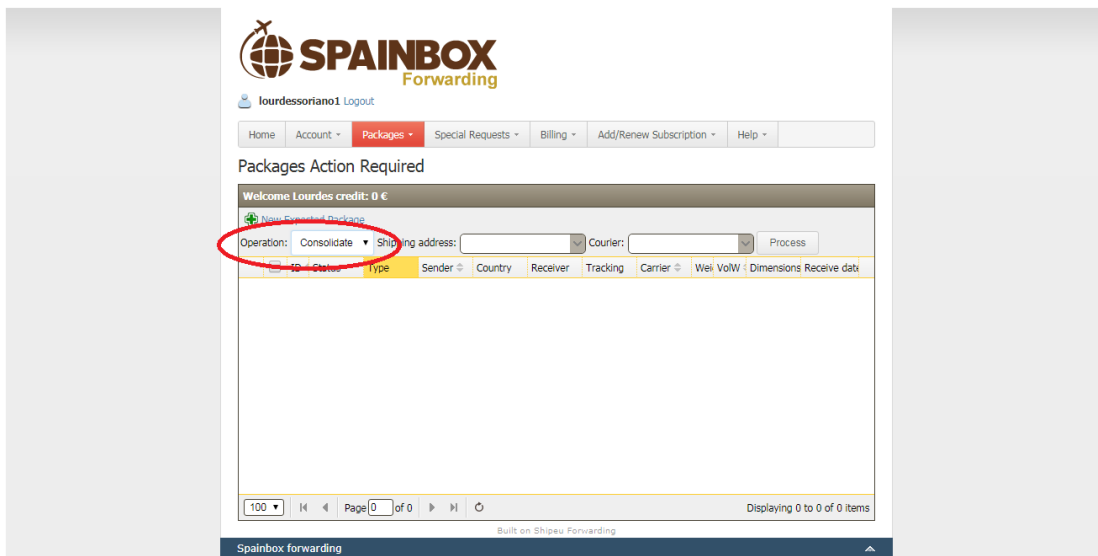 SPAINBOX
Forwarding
lourdessoriano1 Logout
Home Account Packages Special Requests Billing Add/Renew Subscription Help
Packages Action Required
Welcome Lourdes credit: 0 €
New Expected Package
Operation: Consolidate Shipping address: Courier: Process
ID Status Type Sender Country Receiver Tracking Carrier Wei VolW Dimensions Receive date
100 Page 0 of 0 Displaying 0 to 0 of 0 items
Built on Shipeu Forwarding
Spainbox forwarding